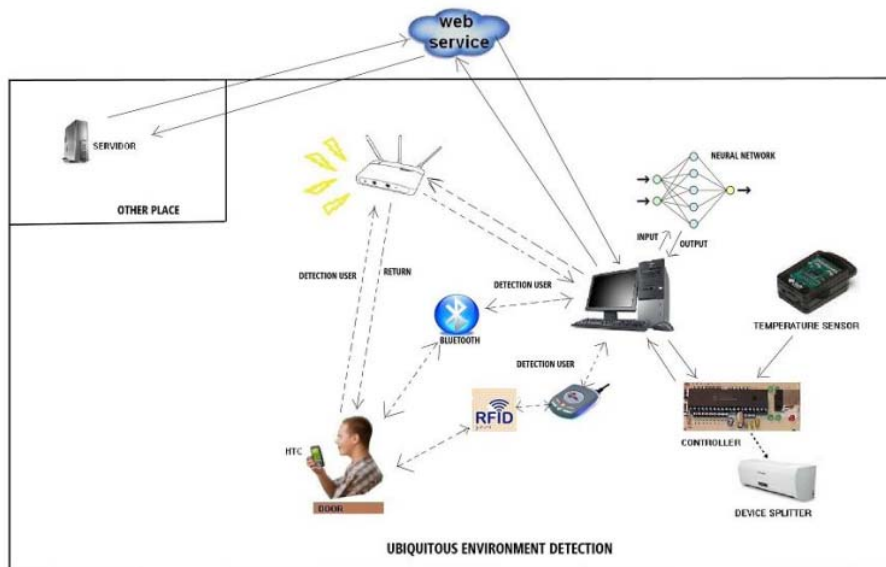 web
service
SERVIDOR
OTHER PLACE
NEURAL NETWORK
INPUT
OUTPUT
DETECTION USER
RETURN
DETECTION USER
BLUETOOTH
TEMPERATURE SENSOR
DETECTION USER
RFID
CONTROLLER
HTC
DOOR
DEVICE SPLITTER
UBIQUITOUS ENVIRONMENT DETECTION